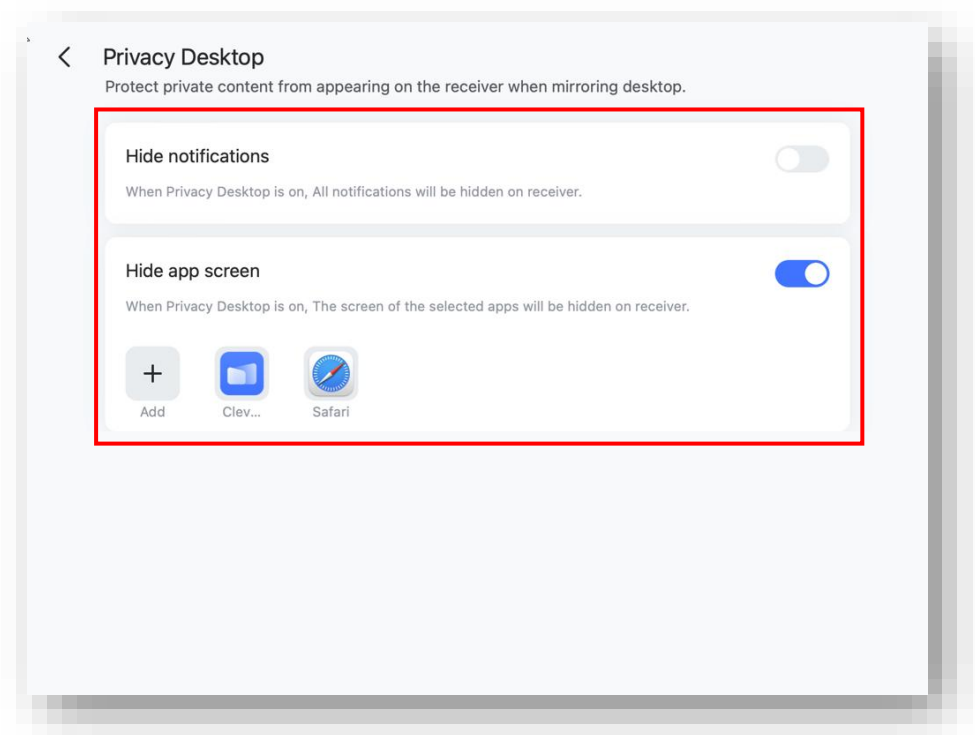 Privacy Desktop
Protect private content from appearing on the receiver when mirroring desktop.
Hide notifications
When Privacy Desktop is on, All notifications will be hidden on receiver.
Hide app screen
When Privacy Desktop is on, The screen of the selected apps will be hidden on receiver.
Add Clev... Safari